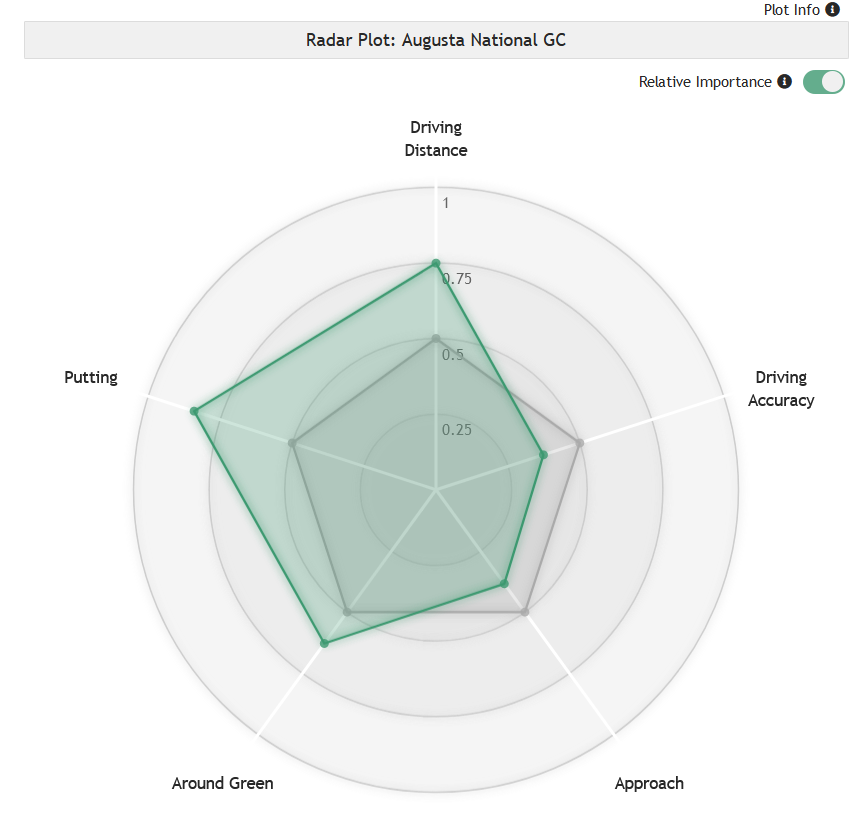 Plot Info
Radar Plot: Augusta National GC
Relative Importance
Driving
Distance
1
0.75
0.5
0.25
Putting
Driving
Accuracy
Around Green
Approach